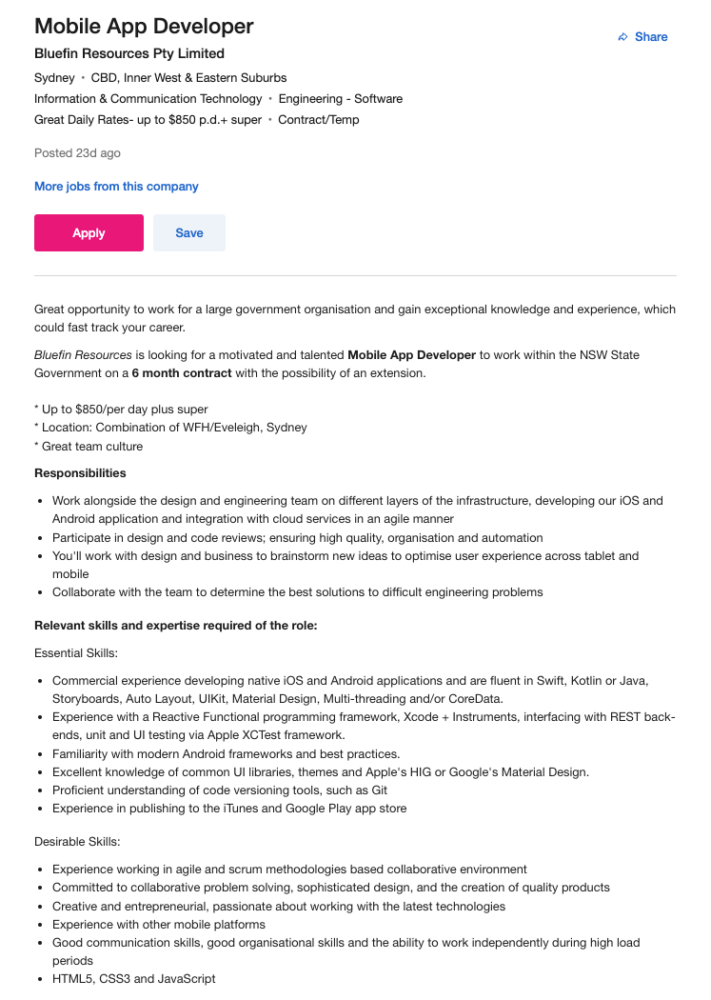 Mobile App Developer
Share
Bluefin Resources Pty Limited
Sydney • CBD, Inner West & Eastern Suburbs
Information & Communication Technology • Engineering - Software
Great Daily Rates- up to $850 p.d.+ super • Contract/Temp
Posted 23d ago
More jobs from this company
Apply Save
Great opportunity to work for a large government organisation and gain exceptional knowledge and experience, which
could fast track your career.
Bluefin Resources is looking for a motivated and talented Mobile App Developer to work within the NSW State
Government on a 6 month contract with the possibility of an extension.
* Up to $850/per day plus super
* Location: Combination of WFH/Eveleigh, Sydney
* Great team culture
Responsibilities
• Work alongside the design and engineering team on different layers of the infrastructure, developing our iOS and
Android application and integration with cloud services in an agile manner
• Participate in design and code reviews; ensuring high quality, organisation and automation
• You'll work with design and business to brainstorm new ideas to optimise user experience across tablet and
mobile
• Collaborate with the team to determine the best solutions to difficult engineering problems
Relevant skills and expertise required of the role:
Essential Skills:
• Commercial experience developing native iOS and Android applications and are fluent in Swift, Kotlin or Java,
Storyboards, Auto Layout, UIKit, Material Design, Multi-threading and/or CoreData.
• Experience with a Reactive Functional programming framework, Xcode + Instruments, interfacing with REST back-
ends, unit and UI testing via Apple XCTest framework.
• Familiarity with modern Android frameworks and best practices.
• Excellent knowledge of common UI libraries, themes and Apple's HIG or Google's Material Design.
• Proficient understanding of code versioning tools, such as Git
• Experience in publishing to the iTunes and Google Play app store
Desirable Skills:
• Experience working in agile and scrum methodologies based collaborative environment
• Committed to collaborative problem solving, sophisticated design, and the creation of quality products
• Creative and entrepreneurial, passionate about working with the latest technologies
• Experience with other mobile platforms
• Good communication skills, good organisational skills and the ability to work independently during high load
periods
• HTML5, CSS3 and JavaScript